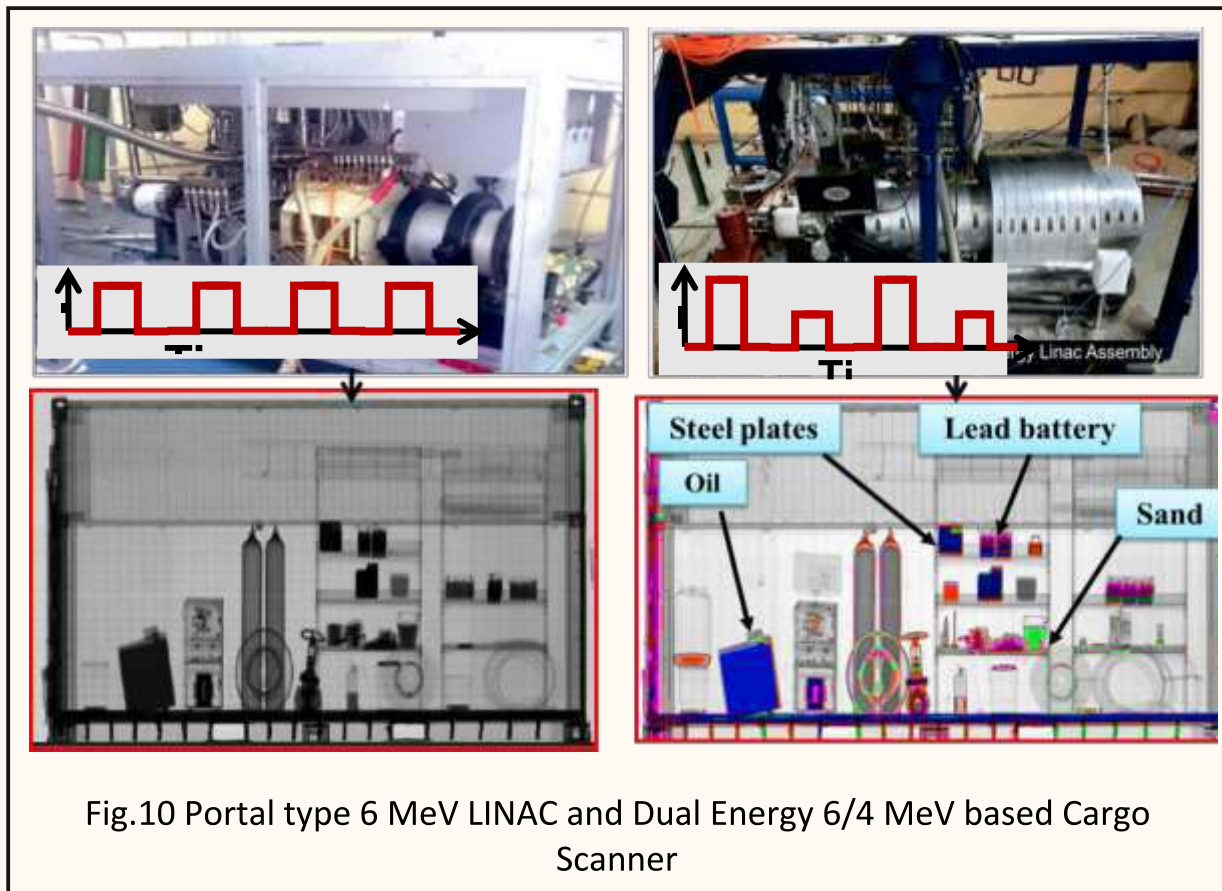 Linac Assembly
Steel plates
Lead battery
Oil
Sand
Fig.10 Portal type 6 MeV LINAC and Dual Energy 6/4 MeV based Cargo
Scanner